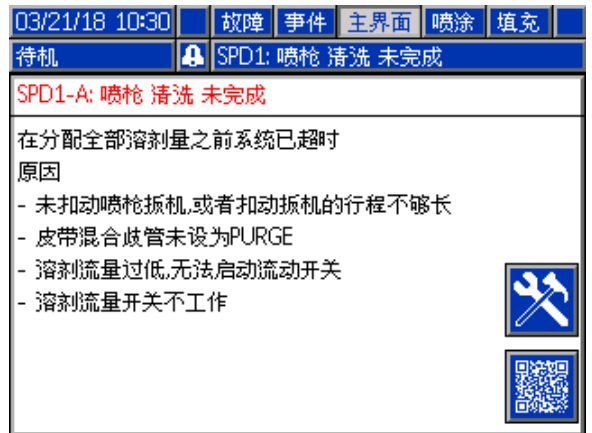 03/21/18 10:30 故障 事件 主界面 喷涂 填充
待机 SPD1: 喷枪 清洗 未完成
SPD1-A: 喷枪 清洗 未完成
在分配全部溶剂量之前系统已超时
原因
- 未扣动喷枪扳机,或者扣动扳机的行程不够长
- 皮带混合歧管未设为PURGE
- 溶剂流量过低,无法启动流动开关
- 溶剂流量开关不工作